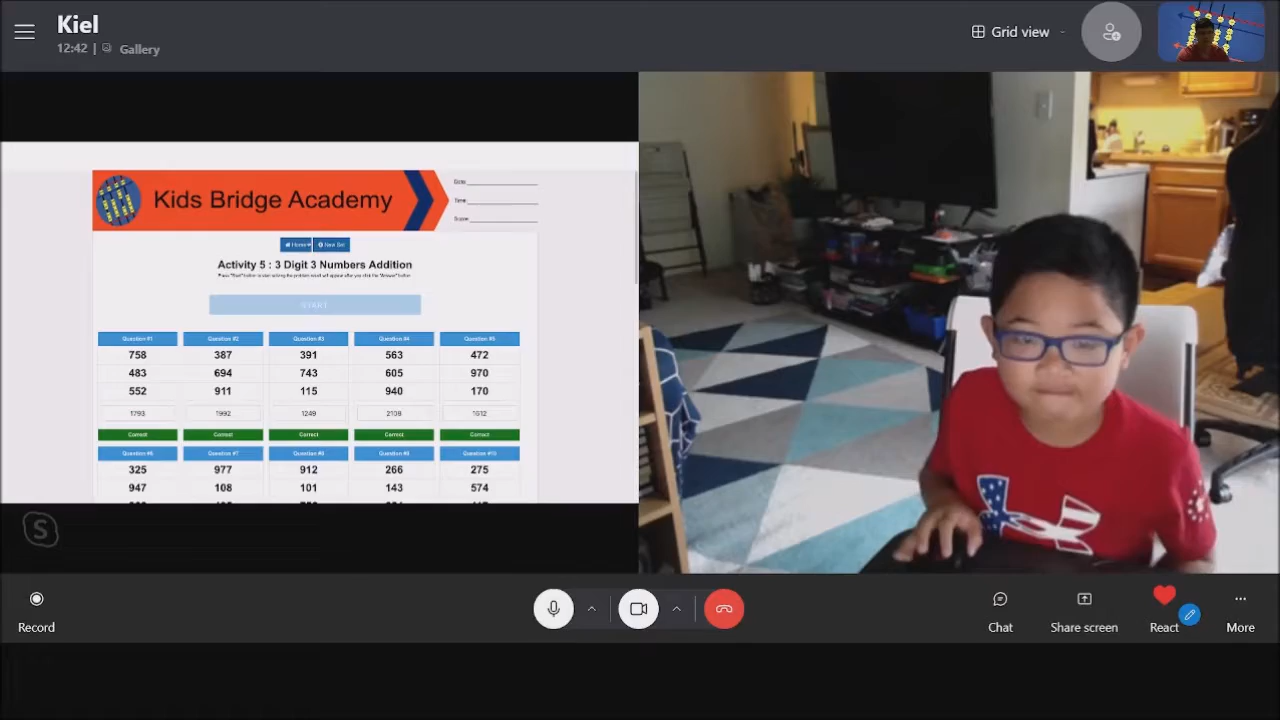 Kiel
12:42 | Gallery
Grid view
Kids Bridge Academy
Home
New Set
Activity 5 : 3 Digit 3 Numbers Addition
START
Question #1 Question #2 Question #3 Question #4 Question #5
758 387 391 563 472
483 694 743 605 970
552 911 115 940 170
1793 1992 1249 2108 1612
Correct Correct Correct Correct Correct
Question #6 Question #7 Question #8 Question #9 Question #10
325 977 912 266 275
947 108 101 143 574
S
Record
Chat
Share screen
React
More